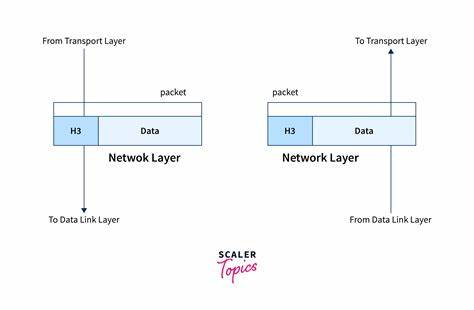 From Transport Layer
packet
H3
Data
Netwok Layer
To Data Link Layer
To Transport Layer
packet
H3
Data
Network Layer
From Data Link Layer
SCALER
Topics